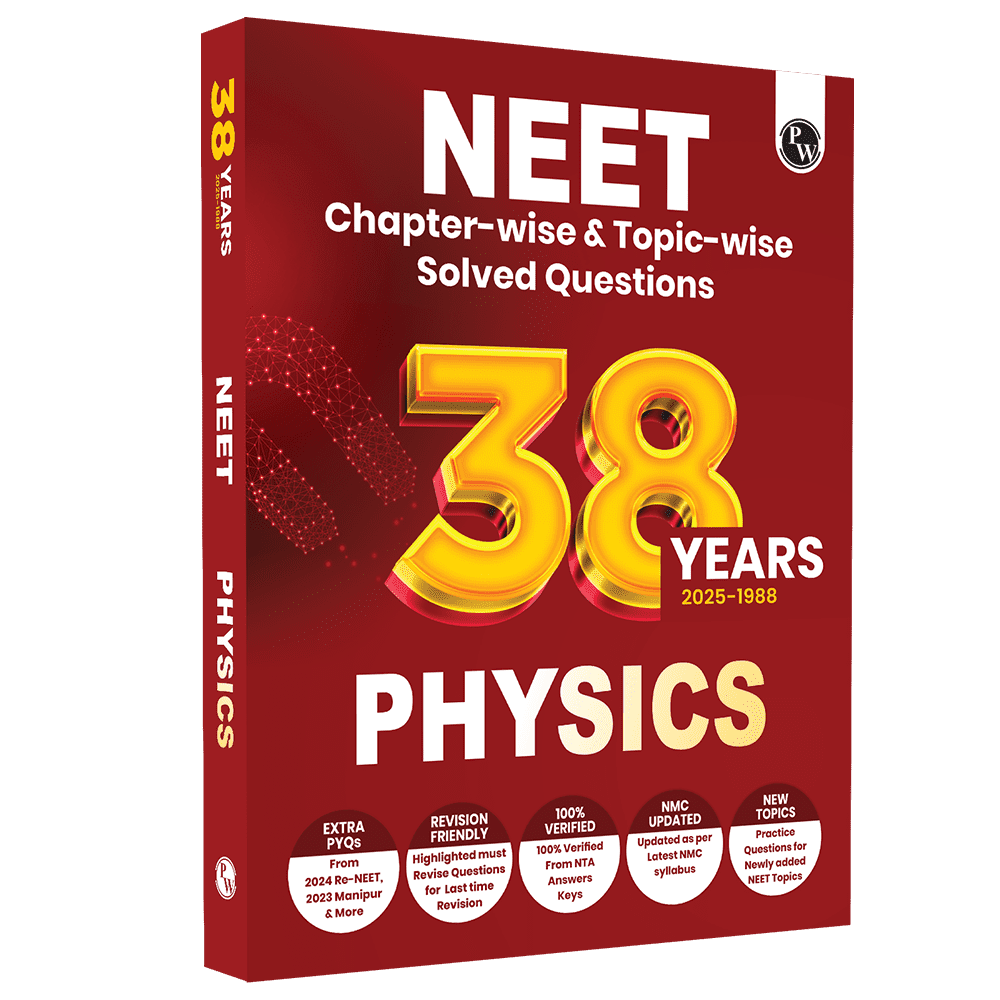 38 YEARS
2025-1988
NEET
PHYSICS
PW
NEET
Chapter-wise & Topic-wise
Solved Questions
PW
38
YEARS
2025-1988
PHYSICS
EXTRA
PYQs
From
2024 Re-NEET,
2023 Manipur
& More
REVISION
FRIENDLY
Highlighted must
Revise Questions
for Last time
Revision
100%
VERIFIED
100% Verified
From NTA
Answers
Keys
NMC
UPDATED
Updated as per
Latest NMC
syllabus
NEW
TOPICS
Practice
Questions for
Newly added
NEET Topics